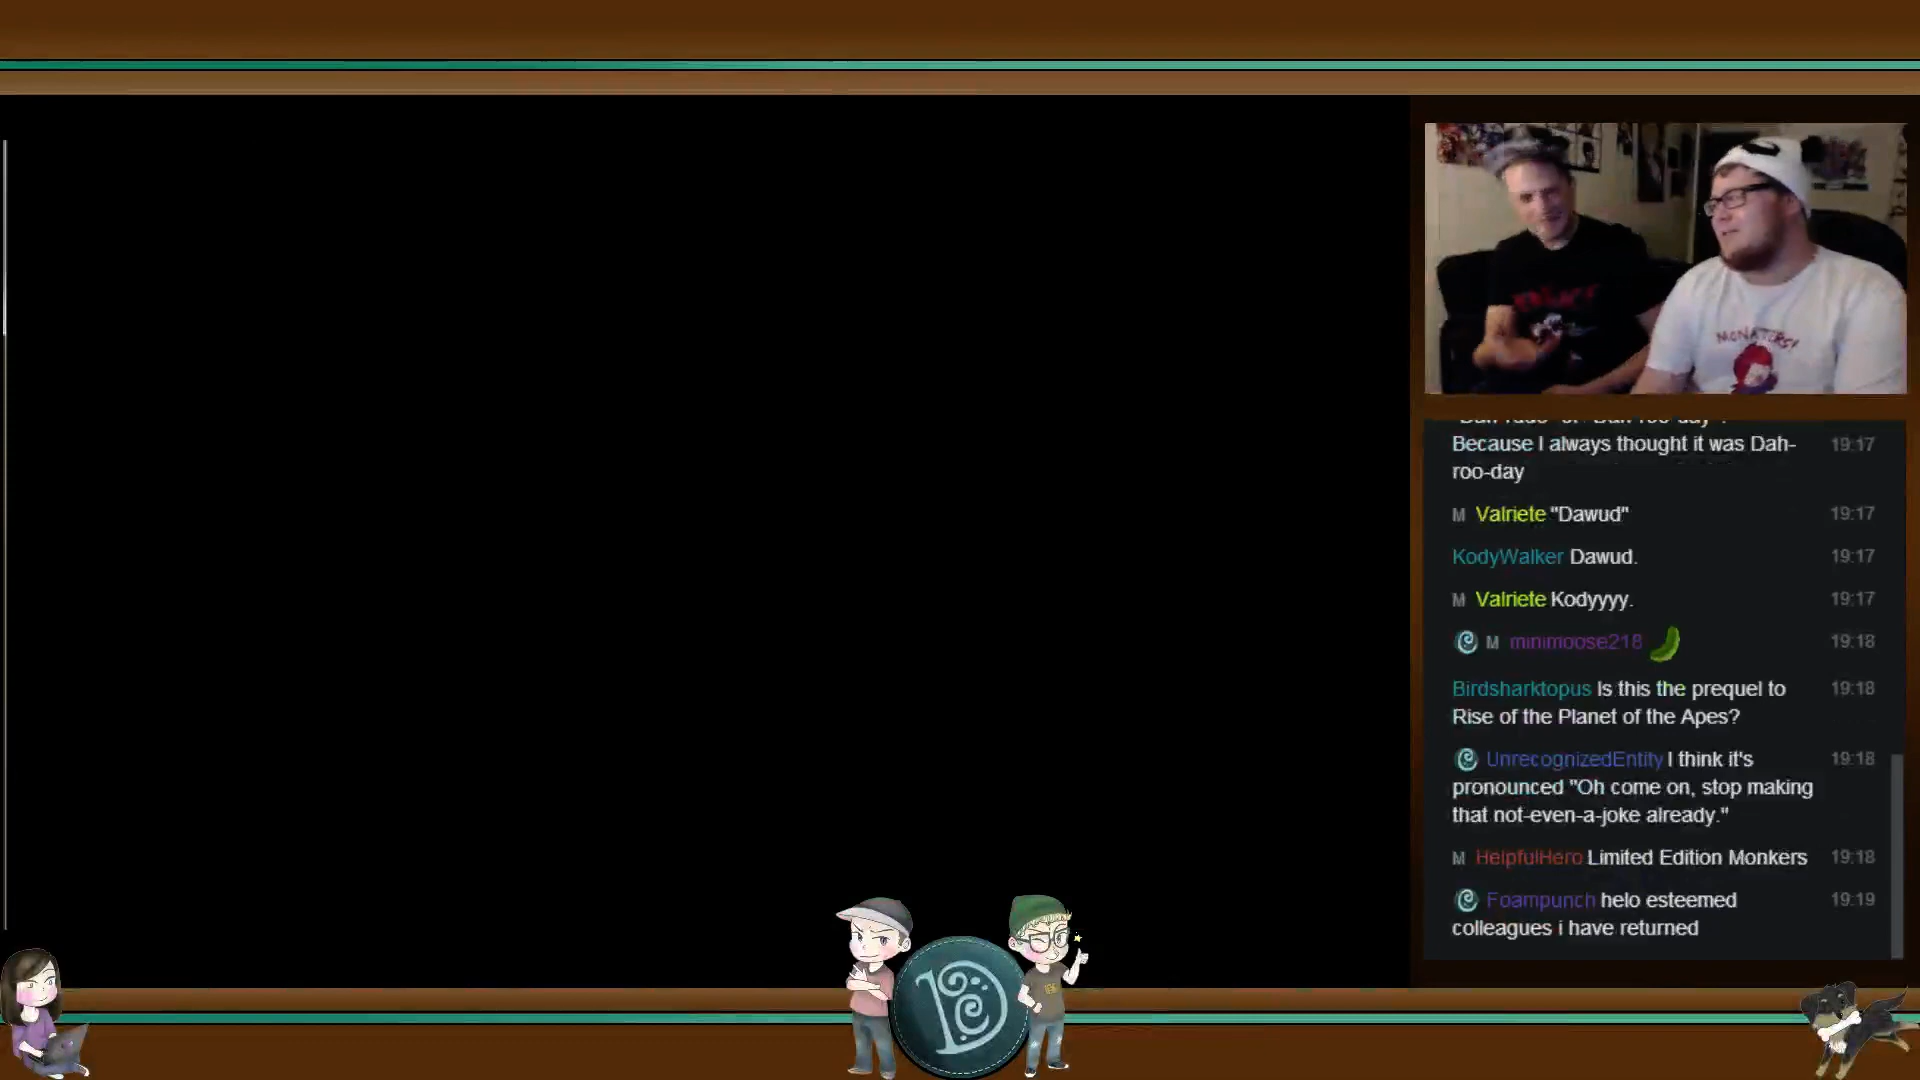 Because I always thought it was Dah- 19:17
roo-day
M Valriete "Dawud" 19:17
KodyWalker Dawud. 19:17
M Valriete Kodyyyy. 19:17
M minimoose218 19:18
Birdsharktopus Is this the prequel to 19:18
Rise of the Planet of the Apes?
UnrecognizedEntity I think it's 19:18
pronounced "Oh come on, stop making
that not-even-a-joke already."
M HelpfulHero Limited Edition Monkers 19:18
Foampunch helo esteemed 19:19
colleagues i have returned